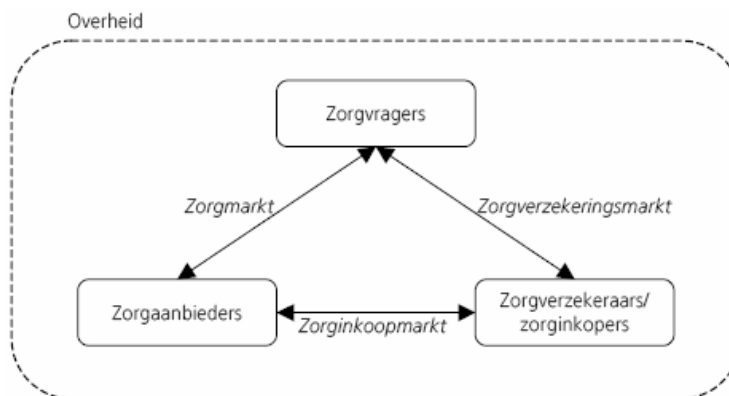 Overheid
Zorgvragers
Zorgmarkt
Zorgverzekeringsmarkt
Zorgaanbieders
Zorginkoopmarkt
Zorgverzekeraars/
zorginkopers